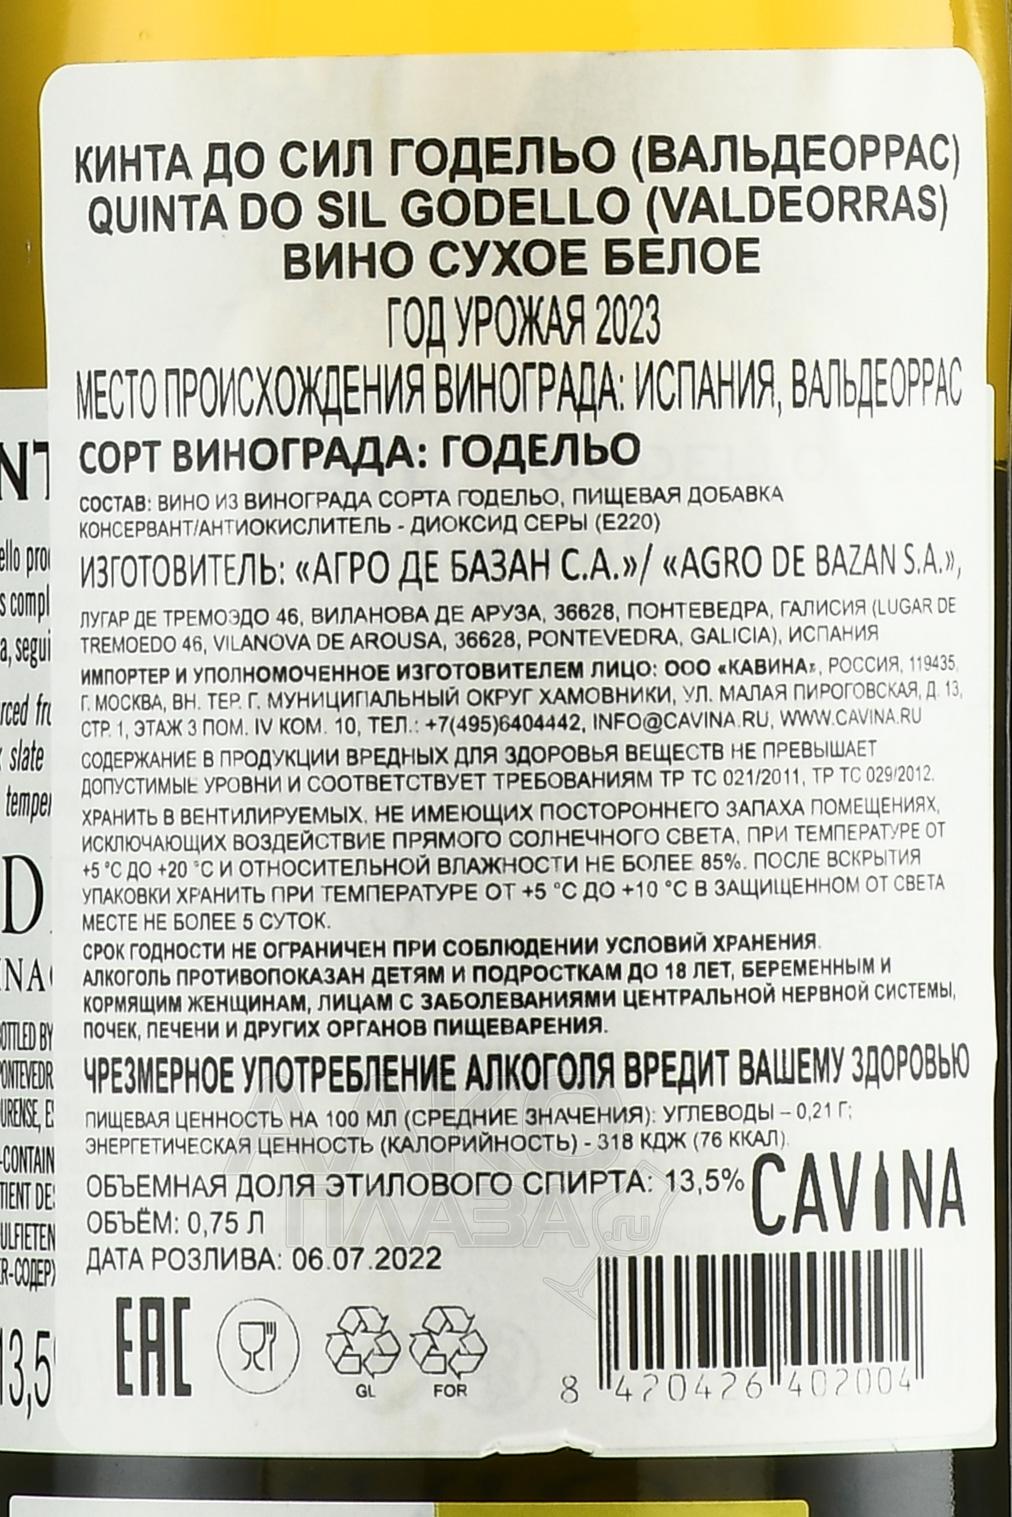 КИНТА ДО СИЛ ГОДЕЛЬО (ВАЛЬДЕОРРАС)
QUINTA DO SIL GODELLO (VALDEORRAS)
ВИНО СУХОЕ БЕЛОЕ
ГОД УРОЖАЯ 2023
МЕСТО ПРОИСХОЖДЕНИЯ ВИНОГРАДА: ИСПАНИЯ, ВАЛЬДЕОРРАС
СОРТ ВИНОГРАДА: ГОДЕЛЬО
СОСТАВ: ВИНО ИЗ ВИНОГРАДА СОРТА ГОДЕЛЬО, ПИЩЕВАЯ ДОБАВКА
КОНСЕРВАНТ/АНТИОКИСЛИТЕЛЬ - ДИОКСИД СЕРЫ (Е220)
ИЗГОТОВИТЕЛЬ: «АГРО ДЕ БАЗАН С.А.»/ «AGRO DE BAZAN S.A.»,
ЛУГАР ДЕ ТРЕМОЭДО 46, ВИЛАНОВА ДЕ АРУЗА, 36628, ПОНТЕВЕДРА, ГАЛИСИЯ (LUGAR DE
TREMOEDO 46, VILANOVA DE AROUSA, 36628, PONTEVEDRA, GALICIA), ИСПАНИЯ
ИМПОРТЕР И УПОЛНОМОЧЕННОЕ ИЗГОТОВИТЕЛЕМ ЛИЦО: ООО «КАВИНА», РОССИЯ, 119435,
Г. МОСКВА, ВН. ТЕР. Г. МУНИЦИПАЛЬНЫЙ ОКРУГ ХАМОВНИКИ, УЛ. МАЛАЯ ПИРОГОВСКАЯ, Д. 13,
СТР. 1, ЭТАЖ 3 ПОМ. IV КОМ. 10, ТЕЛ.: +7(495)6404442, INFO@CAVINA.RU, WWW.CAVINA.RU
СОДЕРЖАНИЕ В ПРОДУКЦИИ ВРЕДНЫХ ДЛЯ ЗДОРОВЬЯ ВЕЩЕСТВ НЕ ПРЕВЫШАЕТ
ДОПУСТИМЫЕ УРОВНИ И СООТВЕТСТВУЕТ ТРЕБОВАНИЯМ ТР ТС 021/2011, ТР ТС 029/2012.
ХРАНИТЬ В ВЕНТИЛИРУЕМЫХ, НЕ ИМЕЮЩИХ ПОСТОРОННЕГО ЗАПАХА ПОМЕЩЕНИЯХ,
ИСКЛЮЧАЮЩИХ ВОЗДЕЙСТВИЕ ПРЯМОГО СОЛНЕЧНОГО СВЕТА, ПРИ ТЕМПЕРАТУРЕ ОТ
+5 °С ДО +20 °С И ОТНОСИТЕЛЬНОЙ ВЛАЖНОСТИ НЕ БОЛЕЕ 85%. ПОСЛЕ ВСКРЫТИЯ
УПАКОВКИ ХРАНИТЬ ПРИ ТЕМПЕРАТУРЕ ОТ +5 °С ДО +10 °С В ЗАЩИЩЕННОМ ОТ СВЕТА
МЕСТЕ НЕ БОЛЕЕ 5 СУТОК.
СРОК ГОДНОСТИ НЕ ОГРАНИЧЕН ПРИ СОБЛЮДЕНИИ УСЛОВИЙ ХРАНЕНИЯ.
АЛКОГОЛЬ ПРОТИВОПОКАЗАН ДЕТЯМ И ПОДРОСТКАМ ДО 18 ЛЕТ, БЕРЕМЕННЫМ И
КОРМЯЩИМ ЖЕНЩИНАМ, ЛИЦАМ С ЗАБОЛЕВАНИЯМИ ЦЕНТРАЛЬНОЙ НЕРВНОЙ СИСТЕМЫ,
ПОЧЕК, ПЕЧЕНИ И ДРУГИХ ОРГАНОВ ПИЩЕВАРЕНИЯ.
ЧРЕЗМЕРНОЕ УПОТРЕБЛЕНИЕ АЛКОГОЛЯ ВРЕДИТ ВАШЕМУ ЗДОРОВЬЮ
ПИЩЕВАЯ ЦЕННОСТЬ НА 100 МЛ (СРЕДНИЕ ЗНАЧЕНИЯ): УГЛЕВОДЫ – 0,21 Г;
ЭНЕРГЕТИЧЕСКАЯ ЦЕННОСТЬ (КАЛОРИЙНОСТЬ) - 318 КДЖ (76 ККАЛ).
ОБЪЕМНАЯ ДОЛЯ ЭТИЛОВОГО СПИРТА: 13,5%
CAVINA
ОБЪЁМ: 0,75 Л
ДАТА РОЗЛИВА: 06.07.2022
EAC
GL
FOR
8 420426 402004
АЛКО
ПЛАЗА.ru
slate
BOTTLED BY
13,5